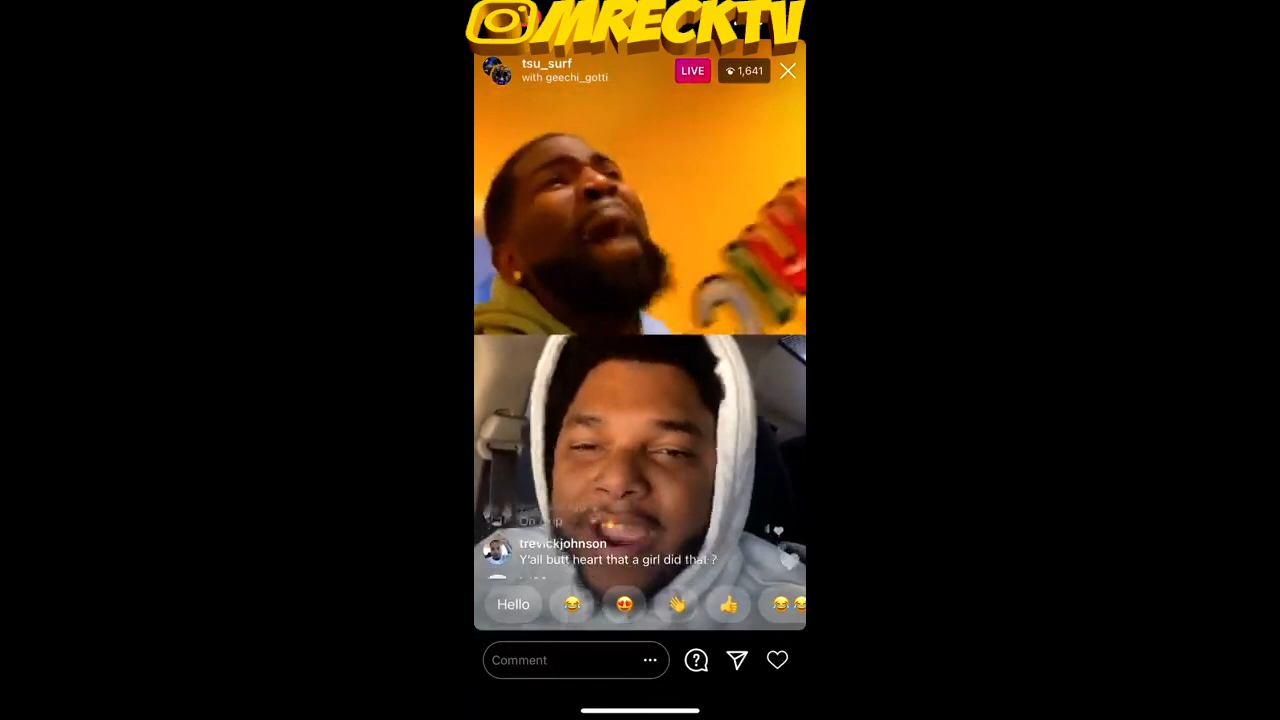 MRECKTV
tsu_surf
with geechi_gotti
LIVE
1,641
trevickjohnson
Y'all butt heart that a girl did that ?
Hello
Comment